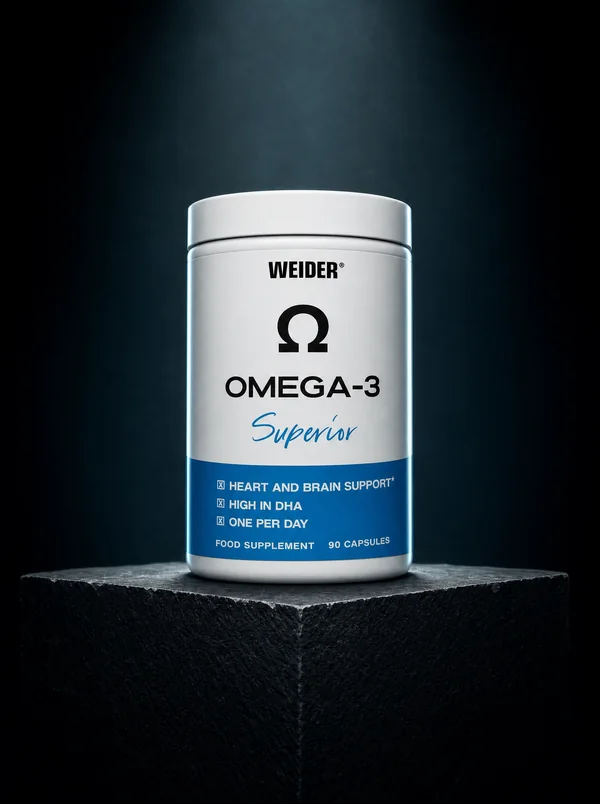 WEIDER®
Ω
OMEGA-3
Superior
☒ HEART AND BRAIN SUPPORT*
☒ HIGH IN DHA
☒ ONE PER DAY
FOOD SUPPLEMENT 90 CAPSULES